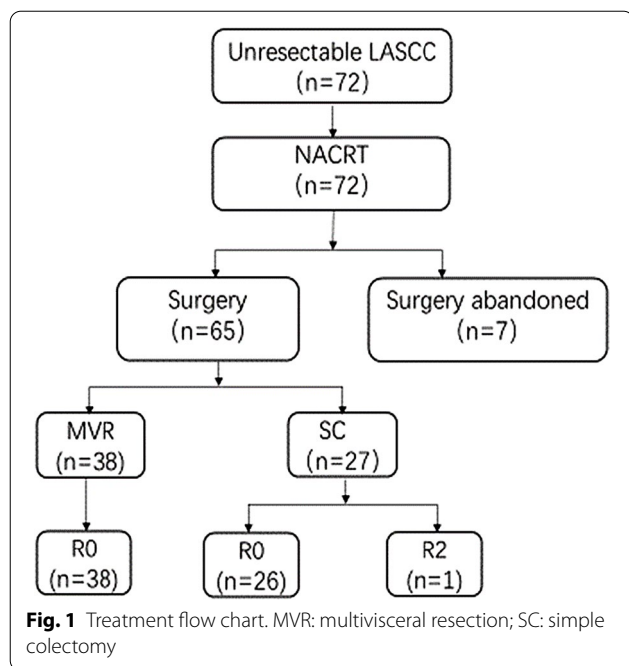 Unresectable LASCC
(n=72)
NACRT
(n=72)
Surgery
(n=65)
Surgery abandoned
(n=7)
MVR
(n=38)
SC
(n=27)
R0
(n=38)
R0
(n=26)
R2
(n=1)
Fig. 1 Treatment flow chart. MVR: multivisceral resection; SC: simple
colectomy